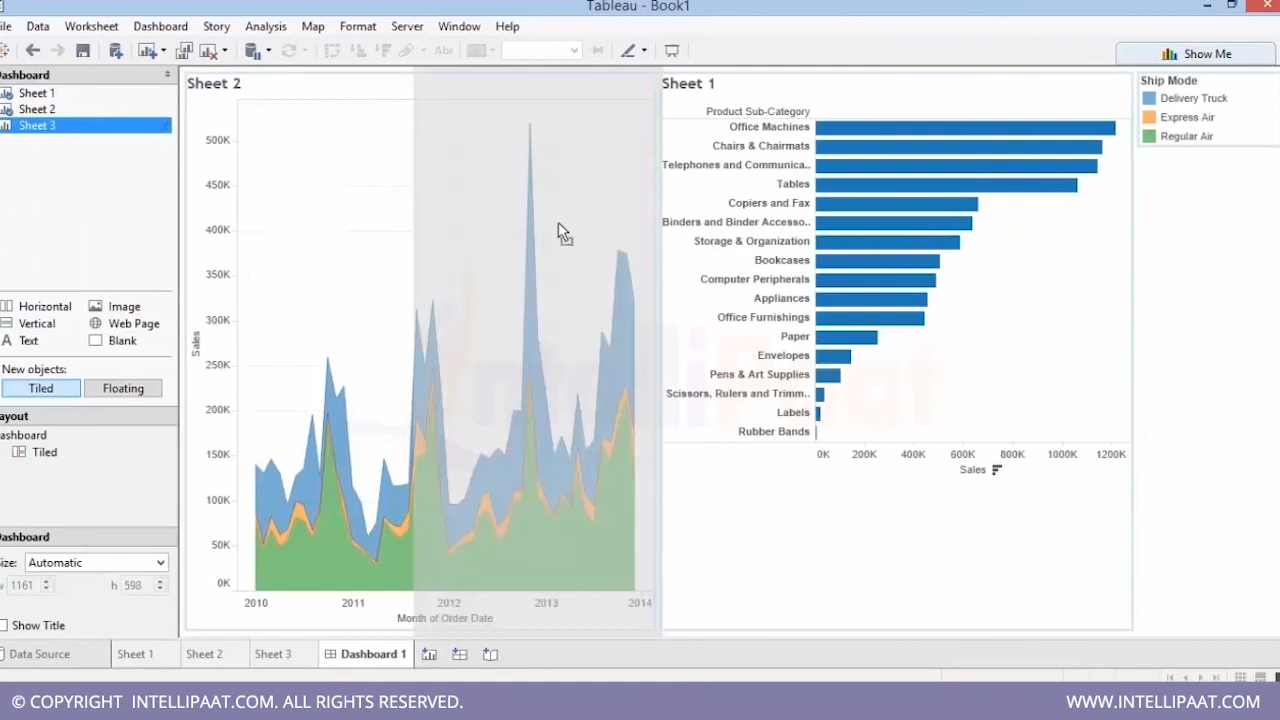 Tableau - Book1
ile Data Worksheet Dashboard Story Analysis Map Format Server Window Help
Abc
Show Me
Dashboard
Sheet 1
Sheet 2
Sheet 3
Horizontal Image
Vertical Web Page
A Text Blank
New objects:
Tiled Floating
ayout
ashboard
Tiled
Dashboard
Size: Automatic
w 1161 h 598
Show Title
Sheet 2
500K
450K
400K
350K
300K
250K
200K
150K
100K
50K
0K
Sales
2010 2011 2012 2013 2014
Month of Order Date
Sheet 1
Product Sub-Category
Office Machines
Chairs & Chairmats
Telephones and Communica..
Tables
Copiers and Fax
Binders and Binder Accesso..
Storage & Organization
Bookcases
Computer Peripherals
Appliances
Office Furnishings
Paper
Envelopes
Pens & Art Supplies
Scissors, Rulers and Trimm..
Labels
Rubber Bands
0K 200K 400K 600K 800K 1000K 1200K
Sales
Ship Mode
Delivery Truck
Express Air
Regular Air
Data Source Sheet 1 Sheet 2 Sheet 3 Dashboard 1
© COPYRIGHT INTELLIPAAT.COM. ALL RIGHTS RESERVED.
WWW.INTELLIPAAT.COM